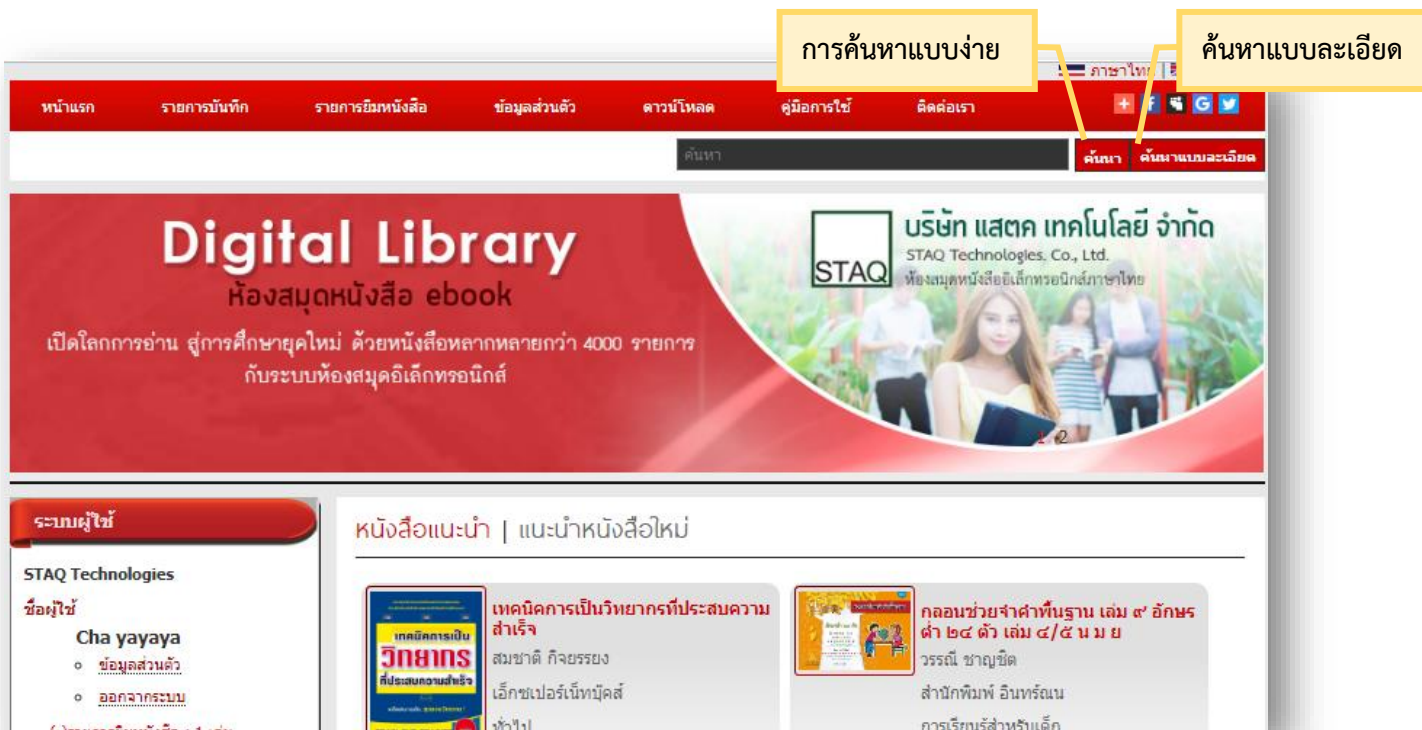 การค้นหาแบบง่าย
ค้นหาแบบละเอียด
ภาษาไทย |
หน้าแรก รายการบันทึก รายการยืมหนังสือ ข้อมูลส่วนตัว ดาวน์โหลด คู่มือการใช้ ติดต่อเรา
ค้นหา ค้นหา ค้นหาแบบละเอียด
Digital Library
ห้องสมุดหนังสือ ebook
เปิดโลกการอ่าน สู่การศึกษายุคใหม่ ด้วยหนังสือหลากหลายกว่า 4000 รายการ
กับระบบห้องสมุดอิเล็กทรอนิกส์
STAQ
บริษัท แสตค เทคโนโลยี จำกัด
STAQ Technologies. Co., Ltd.
ห้องสมุดหนังสืออิเล็กทรอนิกส์ภาษาไทย
1 2
ระบบผู้ใช้
STAQ Technologies
ชื่อผู้ใช้
Cha yayaya
ข้อมูลส่วนตัว
ออกจากระบบ
หนังสือแนะนำ | แนะนำหนังสือใหม่
เทคนิคการเป็น
วิทยากร
ที่ประสบความสำเร็จ
เทคนิคการเป็นวิทยากรที่ประสบความ
สำเร็จ
สมชาติ กิจยรรยง
เอ็กซเปอร์เน็ทบุ๊คส์
ทั่วไป
กลอนช่วยจำคำพื้นฐาน เล่ม ๙ อักษร
ต่ำ ๒๔ ตัว เล่ม ๔/๕ น ม ย
วรรณี ชาญชิต
สำนักพิมพ์ อินทร์ณน
การเรียนรู้สำหรับเด็ก